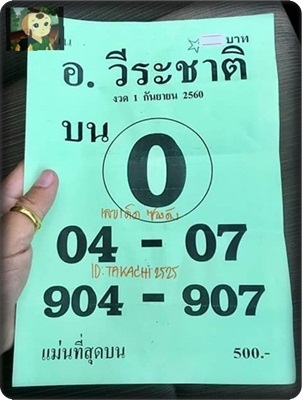 บาท
อ. วีระชาติ
งวด 1 กันยายน 2560
บน
0
04 - 07
ID. TAKACHI 2525
904 - 907
แม่นที่สุดบน 500.-